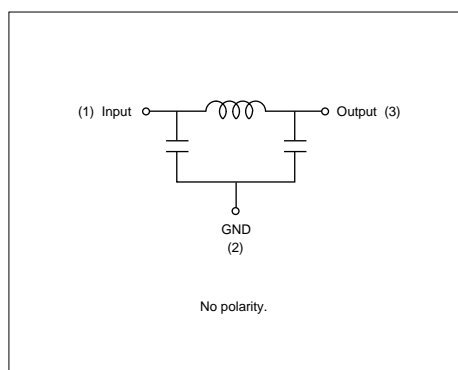 (1) Input
Output (3)
GND
(2)
No polarity.